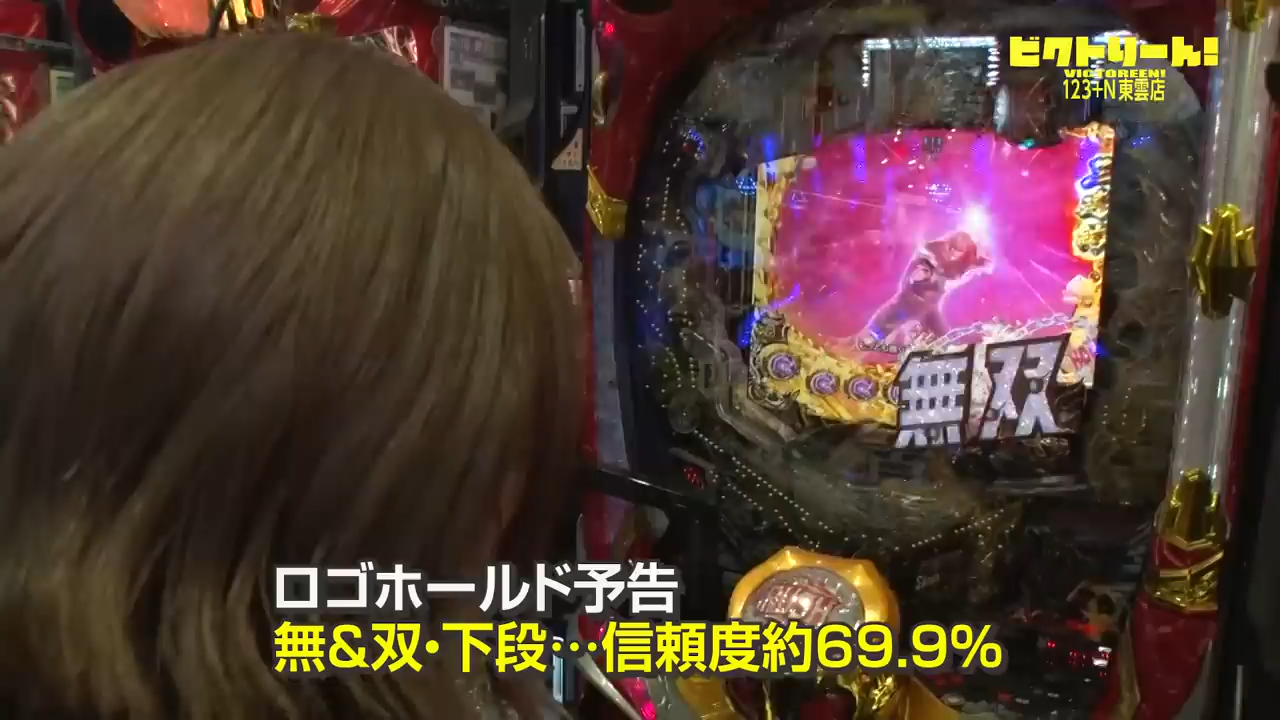 ビクトリーん!
VICTOREEN!
123+N東雲店
無双
ロゴホールド予告
無&双・下段…信頼度約69.9%